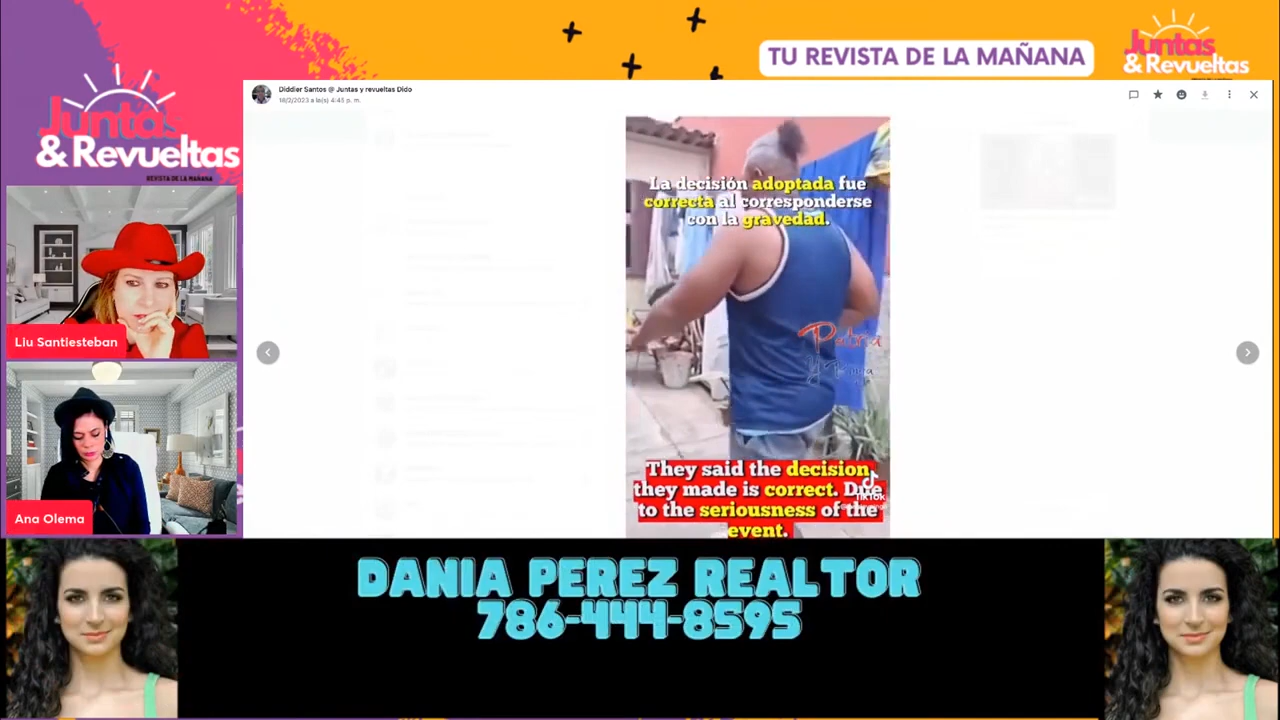 TU REVISTA DE LA MAÑANA
Juntas
& Revueltas
Juntas
& Revueltas
REVISTA DE LA MAÑANA
Diddier Santos @ Juntas y revueltas Dido
18/2/2023 a la(s) 4:45 p. m.
La decisión adoptada fue
correcta al corresponderse
con la gravedad.
Patria
Y
They said the decision
they made is correct. Due
to the seriousness of the
event.
TikTok
Liu Santiesteban
Ana Olema
DANIA PEREZ REALTOR
786-444-8595